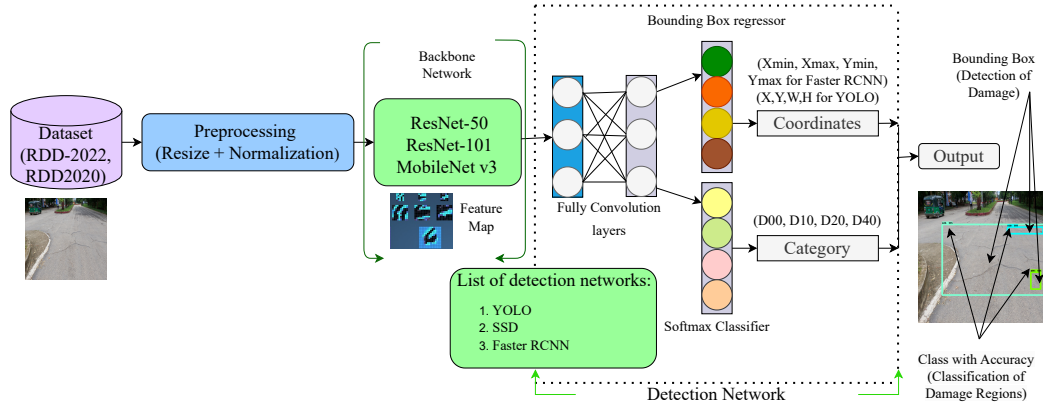 Dataset
(RDD-2022,
RDD2020)
Preprocessing
(Resize + Normalization)
Backbone
Network
ResNet-50
ResNet-101
MobileNet v3
Feature
Map
Bounding Box regressor
Fully Convolution
layers
(Xmin, Xmax, Ymin,
Ymax for Faster RCNN)
(X,Y,W,H for YOLO)
Coordinates
(D00, D10, D20, D40)
Category
Softmax Classifier
List of detection networks:
1. YOLO
2. SSD
3. Faster RCNN
Detection Network
Output
Bounding Box
(Detection of
Damage)
Class with Accuracy
(Classification of
Damage Regions)